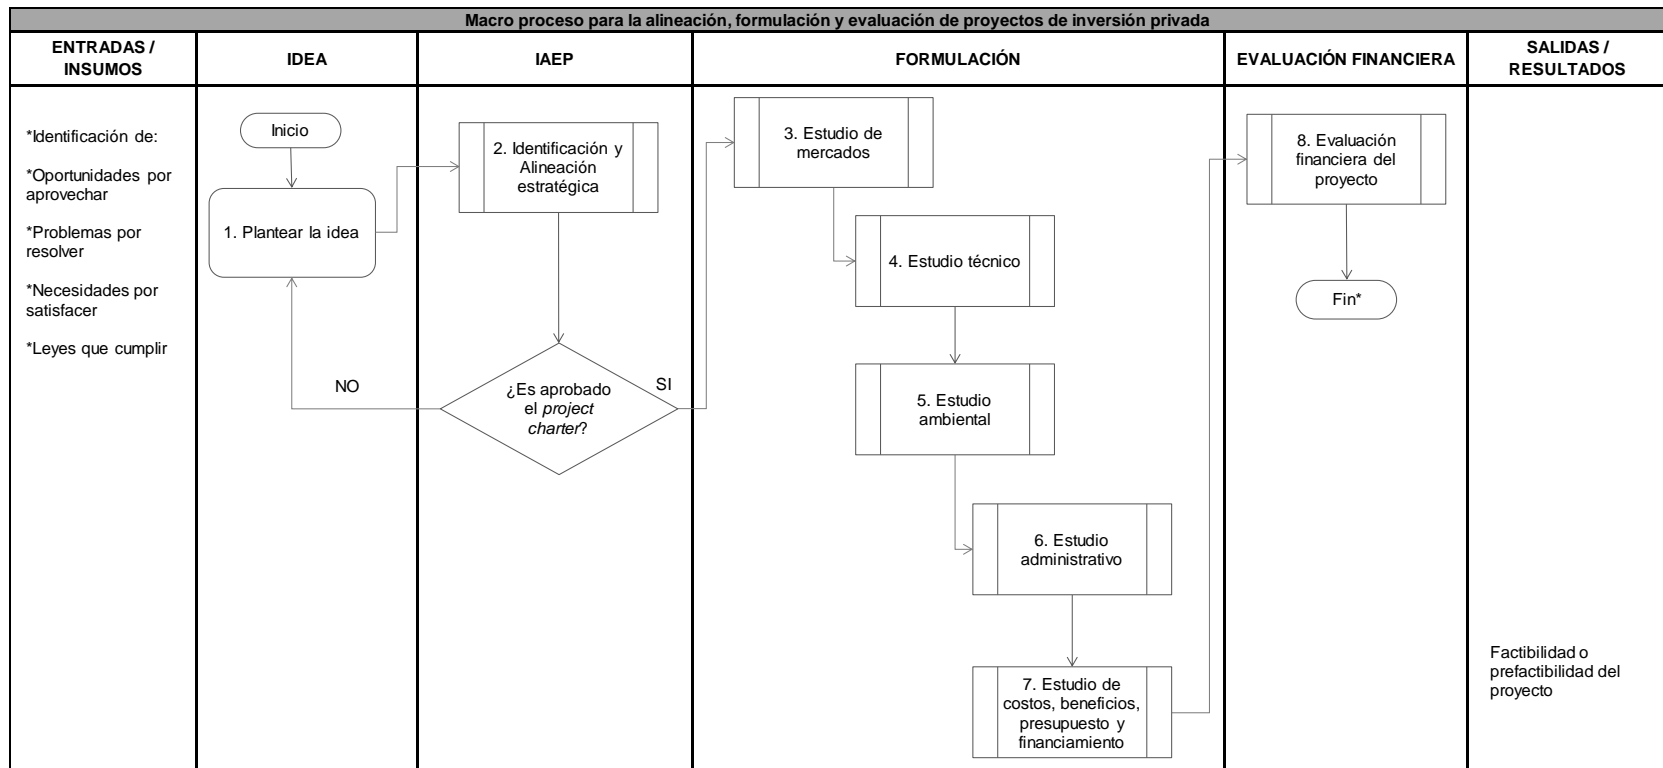 Macro proceso para la alineación, formulación y evaluación de proyectos de inversión privada
ENTRADAS /
INSUMOS
IDEA
IAEP
FORMULACIÓN
EVALUACIÓN FINANCIERA
SALIDAS /
RESULTADOS
*Identificación de:
*Oportunidades por
aprovechar
*Problemas por
resolver
*Necesidades por
satisfacer
*Leyes que cumplir
Inicio
1. Plantear la idea
2. Identificación y
Alineación
estratégica
¿Es aprobado
el project
charter?
NO
SI
3. Estudio de
mercados
4. Estudio técnico
5. Estudio
ambiental
6. Estudio
administrativo
7. Estudio de
costos, beneficios,
presupuesto y
financiamiento
8. Evaluación
financiera del
proyecto
Fin*
Factibilidad o
prefactibilidad del
proyecto